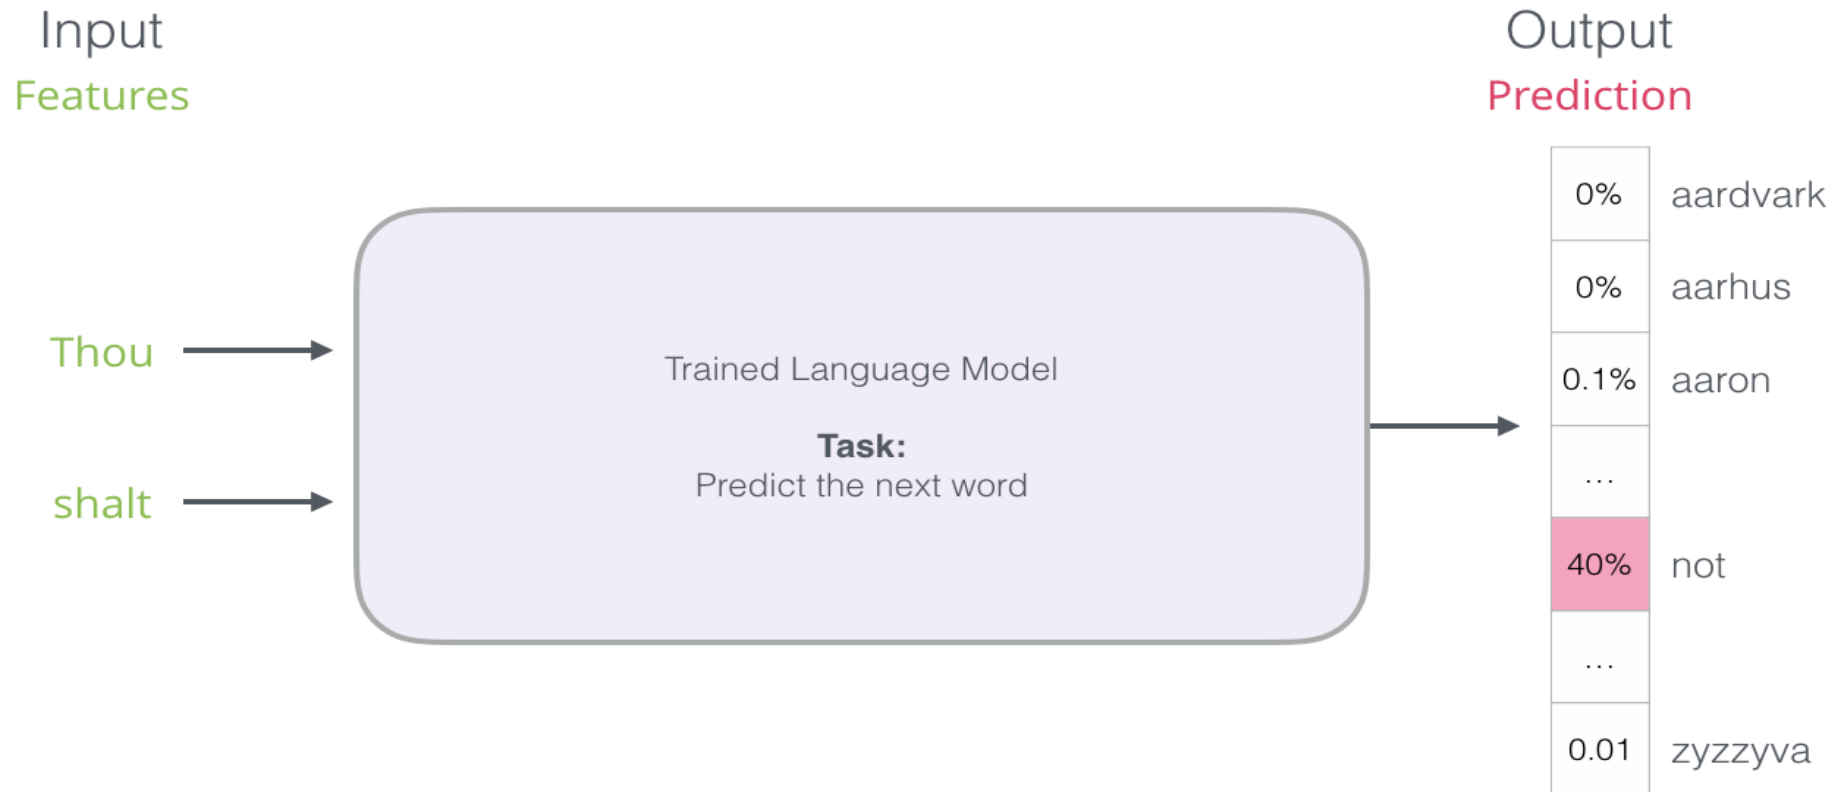 Input
Features
Output
Prediction
Thou
shalt
Trained Language Model
Task:
Predict the next word
0% aardvark
0% aarhus
0.1% aaron
...
40% not
...
0.01 zyzzyva